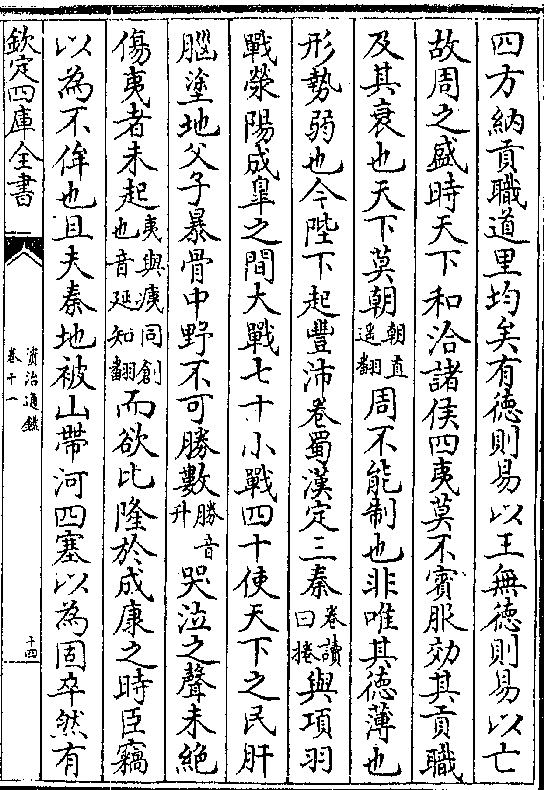 四方納貢職道里均矣有徳則易以王無徳則易以亡
故周之盛時天下和洽諸侯四夷莫不賓服効其貢職
及其衰也天下莫朝朝直遥翻周不能制也非唯其徳薄也
形勢弱也今陛下起豐沛卷蜀漢定三秦卷讀曰捲與項羽
戰滎陽成臯之間大戰七十小戰四十使天下之民肝
腦塗地父子暴骨中野不可勝數勝音升哭泣之聲未絶
傷夷者未起夷與痍同創也音延知翻而欲比隆於成康之時臣竊
以為不侔也且夫秦地被山帶河四塞以為固卒然有
欽定四庫全書
資治通鑑
卷十一
十四